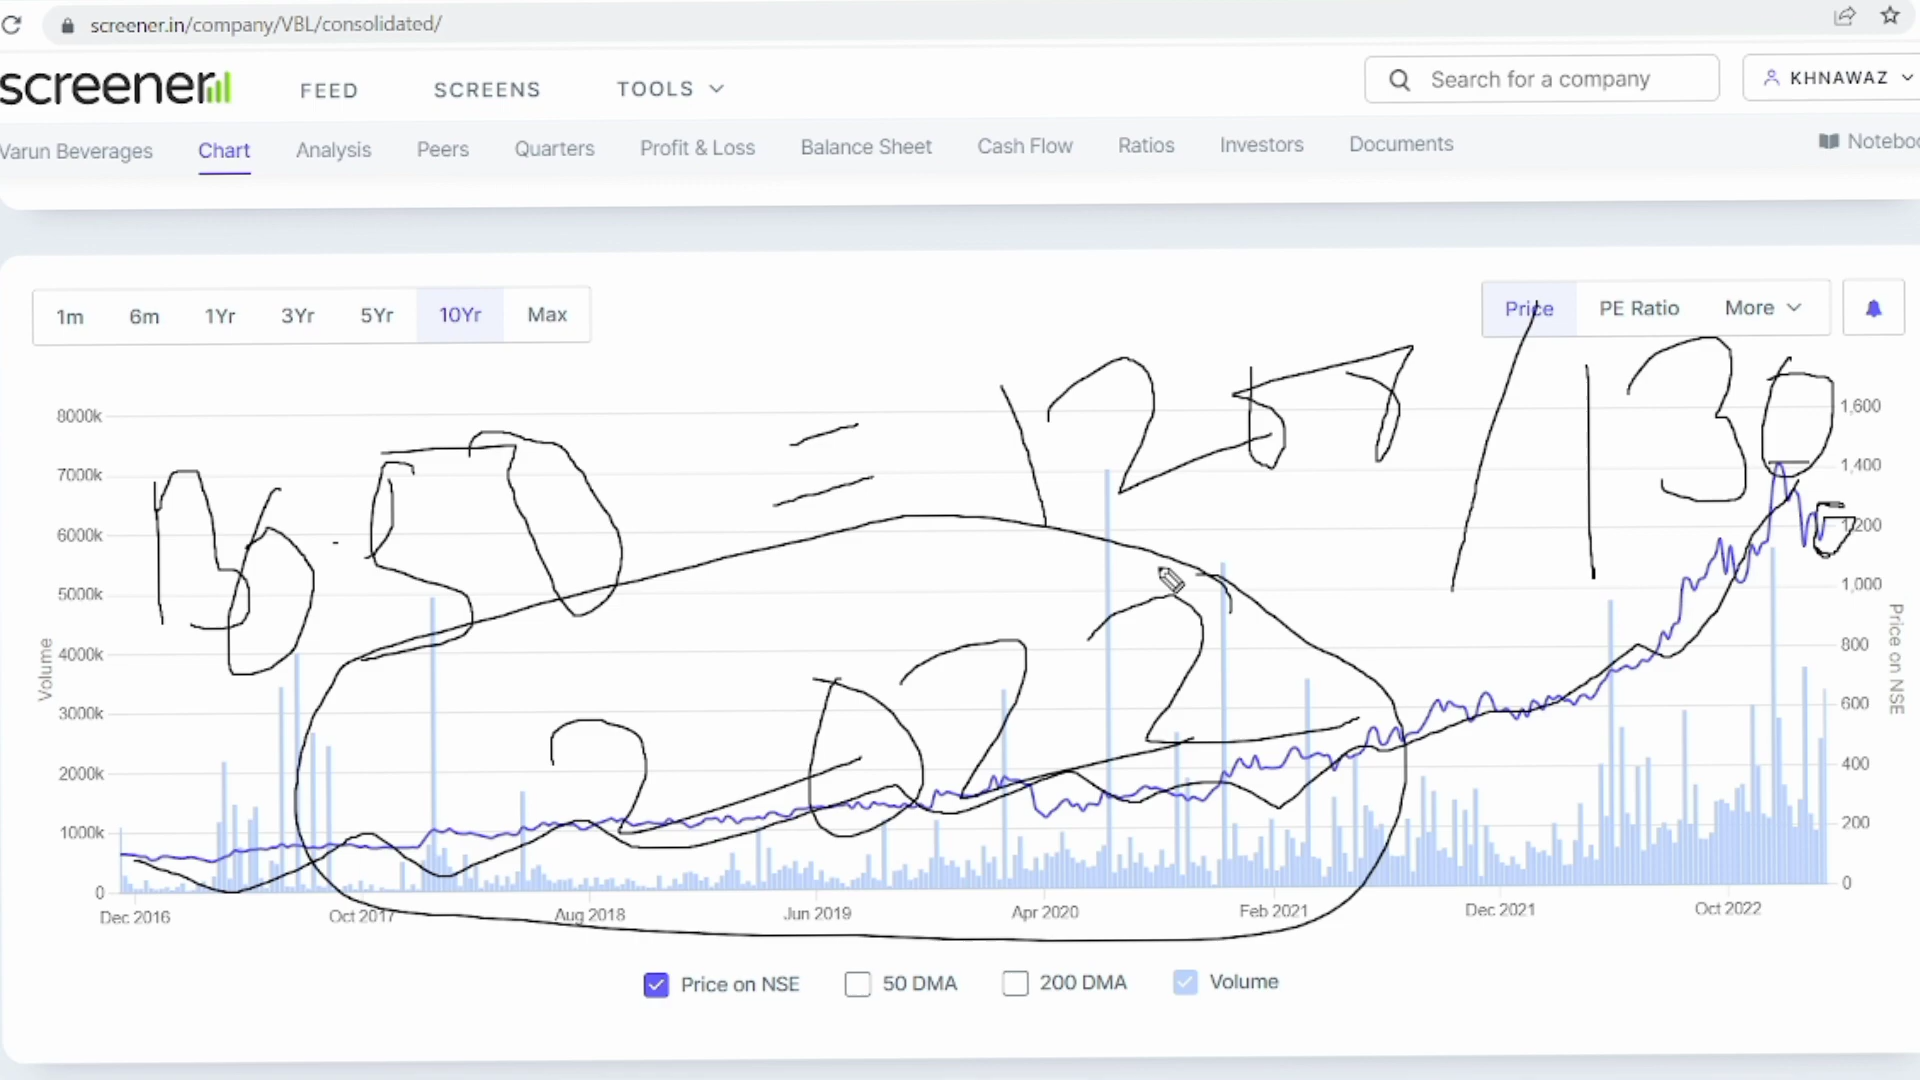 screener.in/company/VBL/consolidated/
screener
FEED SCREENS TOOLS
Search for a company
KHNAWAZ
Varun Beverages Chart Analysis Peers Quarters Profit & Loss Balance Sheet Cash Flow Ratios Investors Documents
1m 6m 1Yr 3Yr 5Yr 10Yr Max
Price PE Ratio More
8000k
7000k
6000k
5000k
4000k
3000k
2000k
1000k
0
Volume
= 125 / 130
2022
1,600
1,400
1,200
1,000
800
600
400
200
0
Price on NSE
Dec 2016 Oct 2017 Aug 2018 Jun 2019 Apr 2020 Feb 2021 Dec 2021 Oct 2022
Price on NSE 50 DMA 200 DMA Volume